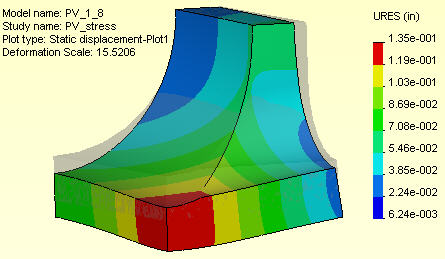 Model name: PV_1_8
Study name: PV_stress
Plot type: Static displacement-Plot1
Deformation Scale: 15.5206
URES (in)
1.35e-001
1.19e-001
1.03e-001
8.69e-002
7.08e-002
5.46e-002
3.85e-002
2.24e-002
6.24e-003